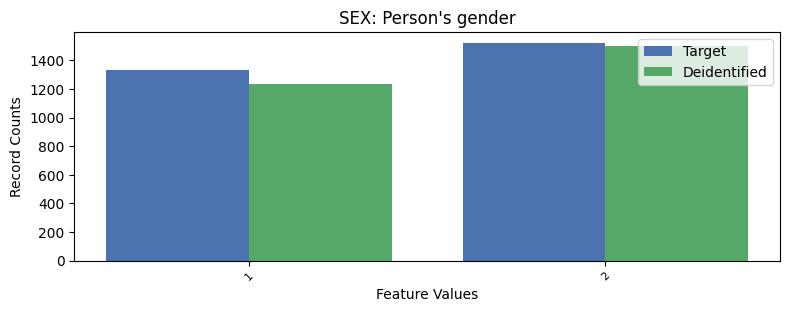 SEX: Person's gender
Target
Deidentified
Record Counts
1400
1200
1000
800
600
400
200
0
1
2
Feature Values